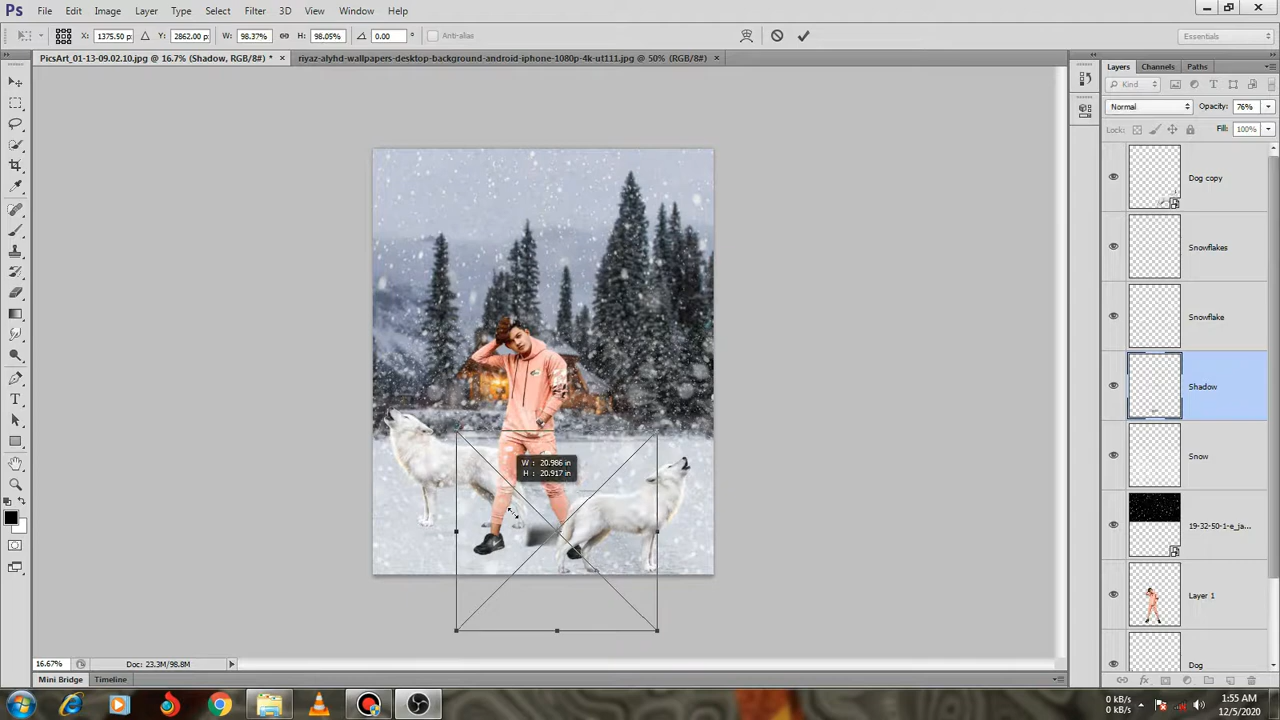 Ps File Edit Image Layer Type Select Filter 3D View Window Help
X: 1375.50 p Y: 2862.00 p W: 98.37% H: 98.05% 0.00 ° Anti-alias Essentials
PicsArt_01-13-09.02.10.jpg @ 16.7% (Shadow, RGB/8#) * × riyaz-alyhd-wallpapers-desktop-background-android-iphone-1080p-4k-ut111.jpg @ 50% (RGB/8#) ×
Layers Channels Paths
Kind
Normal Opacity: 76%
Lock: Fill: 100%
Dog copy
Snowflakes
Snowflake
Shadow
W: 20.986 in
H: 20.917 in
Snow
19-32-50-1-e_ja...
Layer 1
Dog
16.67% Doc: 23.3M/98.8M
Mini Bridge Timeline
0 kB/s
0 kB/s
1:55 AM
12/5/2020